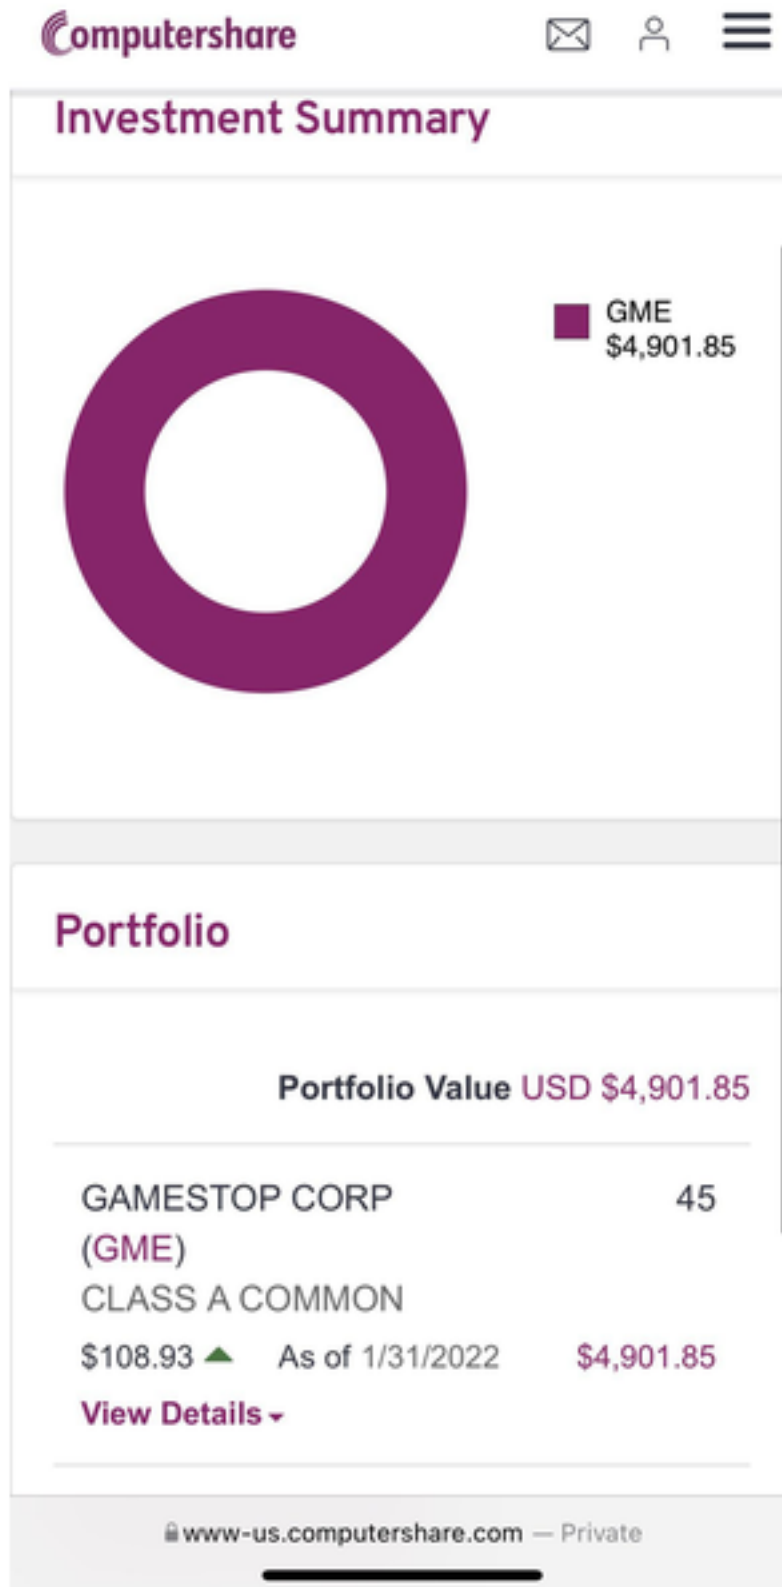 Computershare
Investment Summary
GME
$4,901.85
Portfolio
Portfolio Value USD $4,901.85
GAMESTOP CORP 45
(GME)
CLASS A COMMON
$108.93 As of 1/31/2022 $4,901.85
View Details
www-us.computershare.com — Private